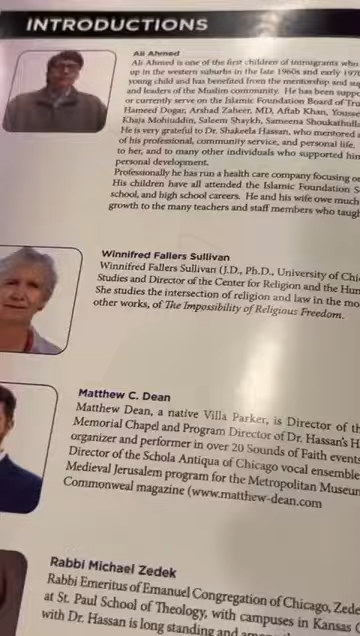 INTRODUCTIONS
Ali Ahmed
Ali Ahmed is one of the first children of immigrants who
up in the western suburbs in the late 1960s and early
young child and has benefited from the mentorship and
and leaders of the Muslim community. He has been
or currently serve on the Islamic Foundation Board of
Hameed Dogar, Arshad Zaheer, MD, Aftab Khan,
Khaja Mohiuddin, Saleem Shaykh, Sameena
He is very grateful to Dr. Shakeela Hassan, who mentored
of his professional, community service, and personal life,
to her, and to many other individuals who supported him
personal development.
Professionally he has run a health care company focusing
His children have all attended the Islamic Foundation
school, and high school careers. He and his wife owe much
growth to the many teachers and staff members who
Winnifred Fallers Sullivan
Winnifred Fallers Sullivan (J.D., Ph.D., University of
Studies and Director of the Center for Religion and the
She studies the intersection of religion and law in the
other works, of The Impossibility of Religious Freedom.
Matthew C. Dean
Matthew Dean, a native Villa Parker, is Director of
Memorial Chapel and Program Director of Dr. Hassan's
organizer and performer in over 20 Sounds of Faith events
Director of the Schola Antiqua of Chicago vocal ensemble
Medieval Jerusalem program for the Metropolitan
Commonweal magazine (www.matthew-dean.com
Rabbi Michael Zedek
Rabbi Emeritus of Emanuel Congregation of Chicago,
at St. Paul School of Theology, with campuses in Kansas
with Dr. Hassan is long standing and